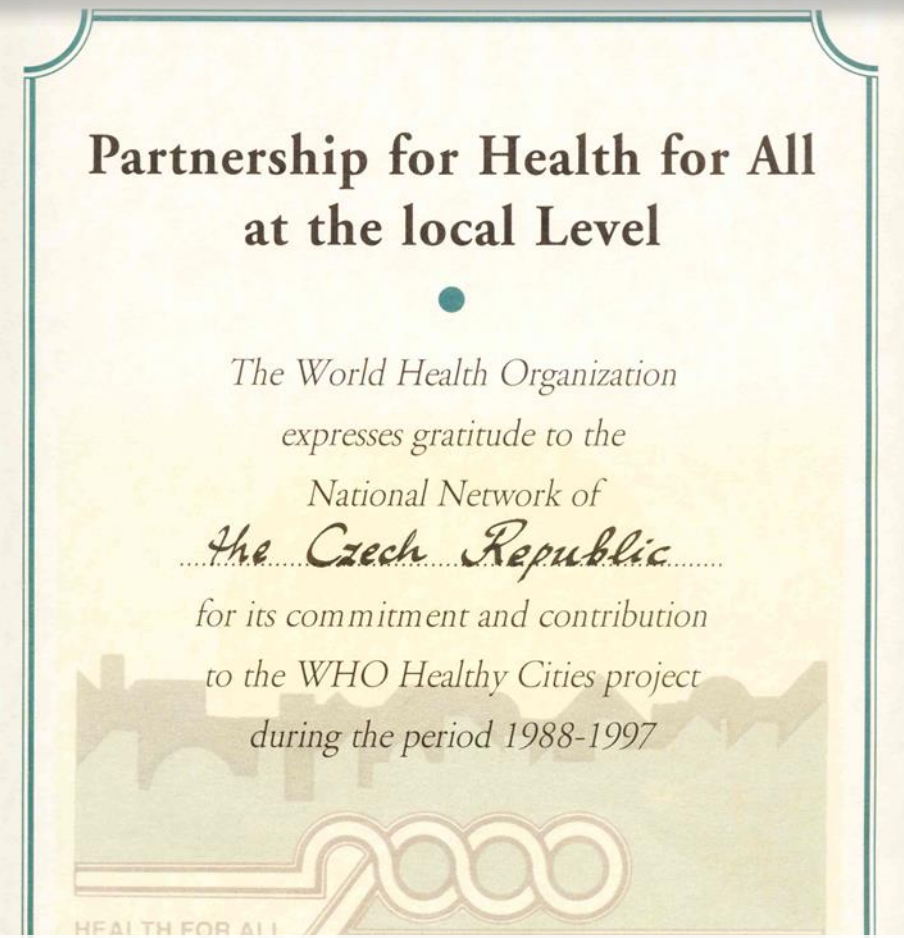 Partnership for Health for All
at the local Level
The World Health Organization
expresses gratitude to the
National Network of
the Czech Republic
for its commitment and contribution
to the WHO Healthy Cities project
during the period 1988-1997
2000
HEALTH FOR ALL